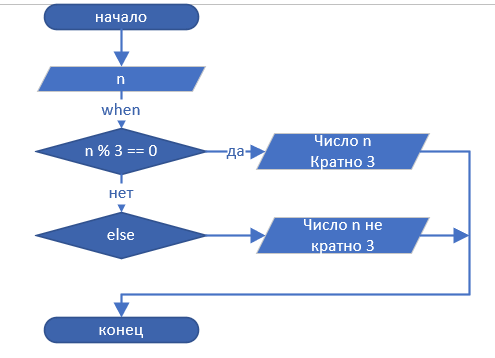 начало
n
when
n % 3 == 0
да
Число n
Кратно 3
нет
else
Число n не
кратно 3
конец